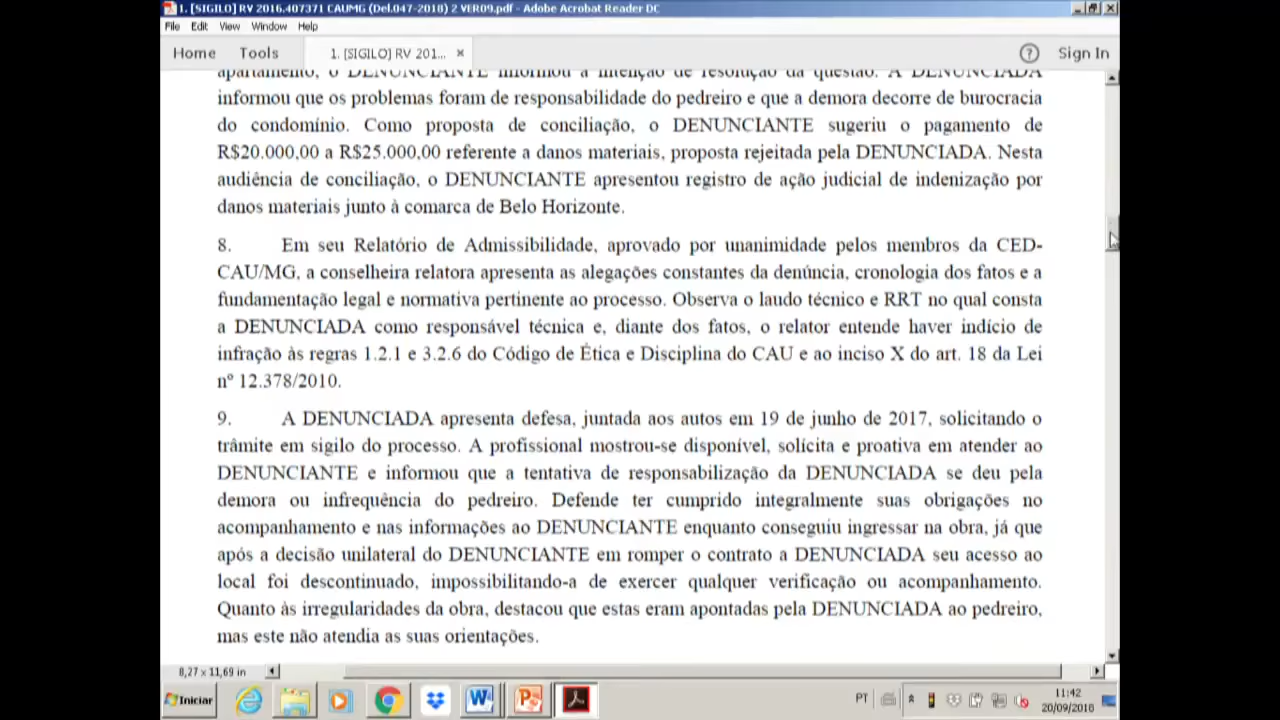 1. [SIGILO] RV 2016.407371 CAUMG (Del.047-2018) 2 VER09.pdf - Adobe Acrobat Reader DC
File Edit View Window Help
Home Tools 1. [SIGILO] RV 201... × ? Sign In
apartamento, o DENUNCIANTE informou a intenção de resolução da questão. A DENUNCIADA
informou que os problemas foram de responsabilidade do pedreiro e que a demora decorre de burocracia
do condomínio. Como proposta de conciliação, o DENUNCIANTE sugeriu o pagamento de
R$20.000,00 a R$25.000,00 referente a danos materiais, proposta rejeitada pela DENUNCIADA. Nesta
audiência de conciliação, o DENUNCIANTE apresentou registro de ação judicial de indenização por
danos materiais junto à comarca de Belo Horizonte.
8. Em seu Relatório de Admissibilidade, aprovado por unanimidade pelos membros da CED-
CAU/MG, a conselheira relatora apresenta as alegações constantes da denúncia, cronologia dos fatos e a
fundamentação legal e normativa pertinente ao processo. Observa o laudo técnico e RRT no qual consta
a DENUNCIADA como responsável técnica e, diante dos fatos, o relator entende haver indício de
infração às regras 1.2.1 e 3.2.6 do Código de Ética e Disciplina do CAU e ao inciso X do art. 18 da Lei
nº 12.378/2010.
9. A DENUNCIADA apresenta defesa, juntada aos autos em 19 de junho de 2017, solicitando o
trâmite em sigilo do processo. A profissional mostrou-se disponível, solícita e proativa em atender ao
DENUNCIANTE e informou que a tentativa de responsabilização da DENUNCIADA se deu pela
demora ou infrequência do pedreiro. Defende ter cumprido integralmente suas obrigações no
acompanhamento e nas informações ao DENUNCIANTE enquanto conseguiu ingressar na obra, já que
após a decisão unilateral do DENUNCIANTE em romper o contrato a DENUNCIADA seu acesso ao
local foi descontinuado, impossibilitando-a de exercer qualquer verificação ou acompanhamento.
Quanto às irregularidades da obra, destacou que estas eram apontadas pela DENUNCIADA ao pedreiro,
mas este não atendia as suas orientações.
8,27 x 11,69 in
Iniciar PT 11:42
20/09/2018